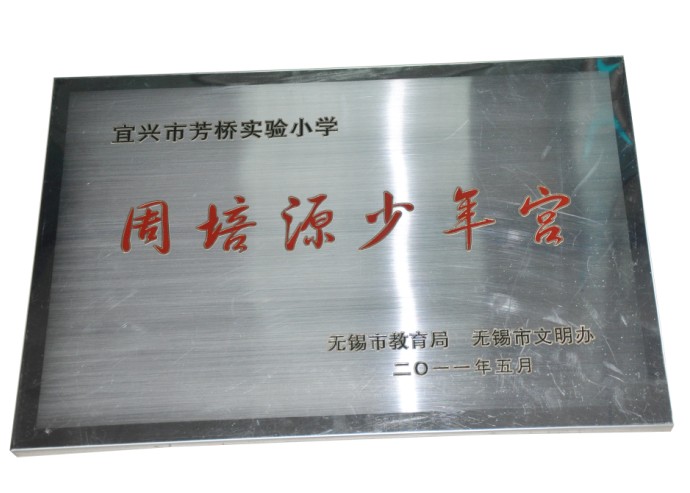 宜兴市芳桥实验小学
周培源少年宫
无锡市教育局 无锡市文明办
二〇一一年五月